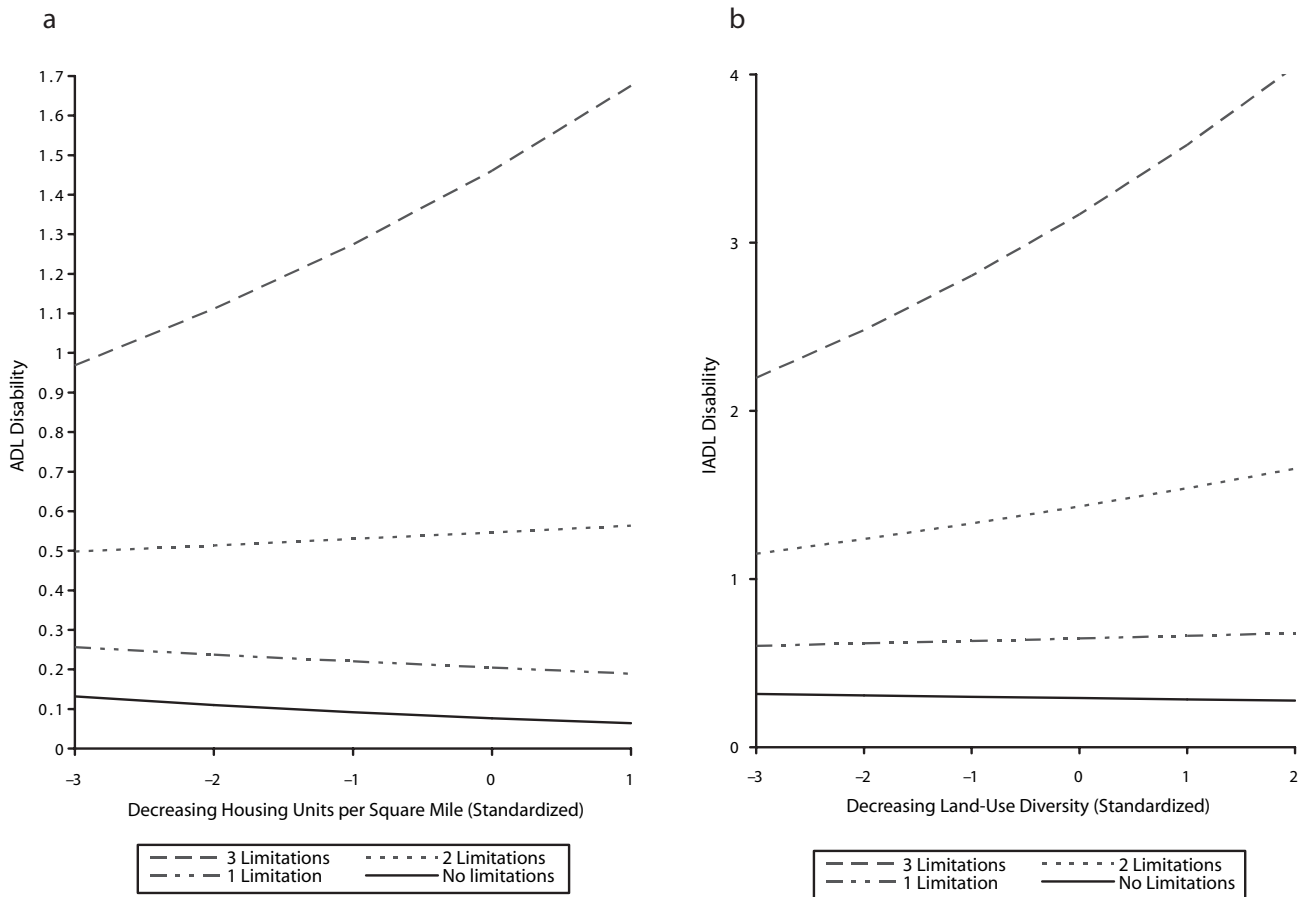 a
1.7
1.6
1.5
1.4
1.3
1.2
1.1
1
0.9
0.8
0.7
0.6
0.5
0.4
0.3
0.2
0.1
0
ADL Disability
–3 –2 –1 0 1
Decreasing Housing Units per Square Mile (Standardized)
3 Limitations 2 Limitations
1 Limitation No limitations
b
4
3
2
1
0
IADL Disability
–3 –2 –1 0 1 2
Decreasing Land-Use Diversity (Standardized)
3 Limitations 2 Limitations
1 Limitation No Limitations